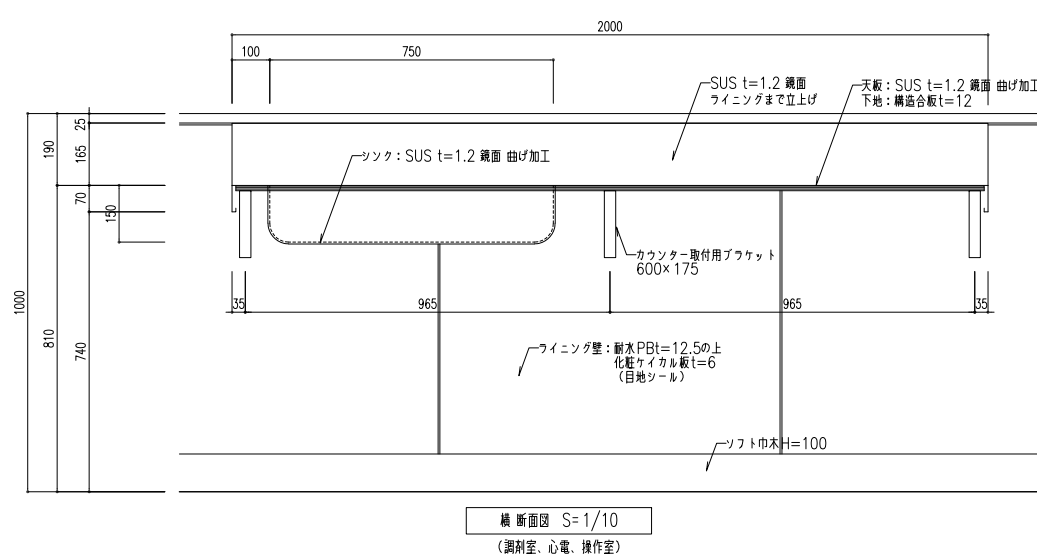 2000
100
750
SUS t=1.2 鏡面
ライニングまで立上げ
天板：SUS t=1.2 鏡面 曲げ加工
下地：構造合板t=12
25
190
165
シンク：SUS t=1.2 鏡面 曲げ加工
70
150
カウンター取付用ブラケット
600×175
35
965
965
35
1000
810
740
ライニング壁：耐水PBt=12.5の上
化粧ケイカル板t=6
（目地シール）
ソフト巾木H=100
横 断面図 S=1/10
（調剤室、心電、操作室）